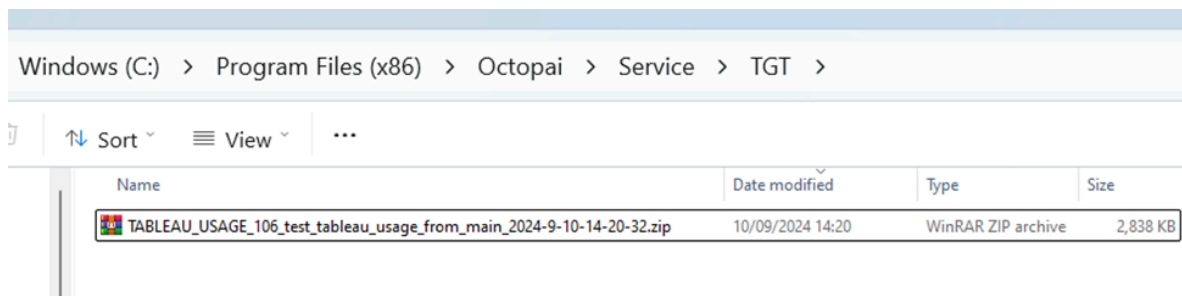 Windows (C:) > Program Files (x86) > Octopai > Service > TGT >
Sort View ...
Name Date modified Type Size
TABLEAU_USAGE_106_test_tableau_usage_from_main_2024-9-10-14-20-32.zip 10/09/2024 14:20 WinRAR ZIP archive 2,838 KB